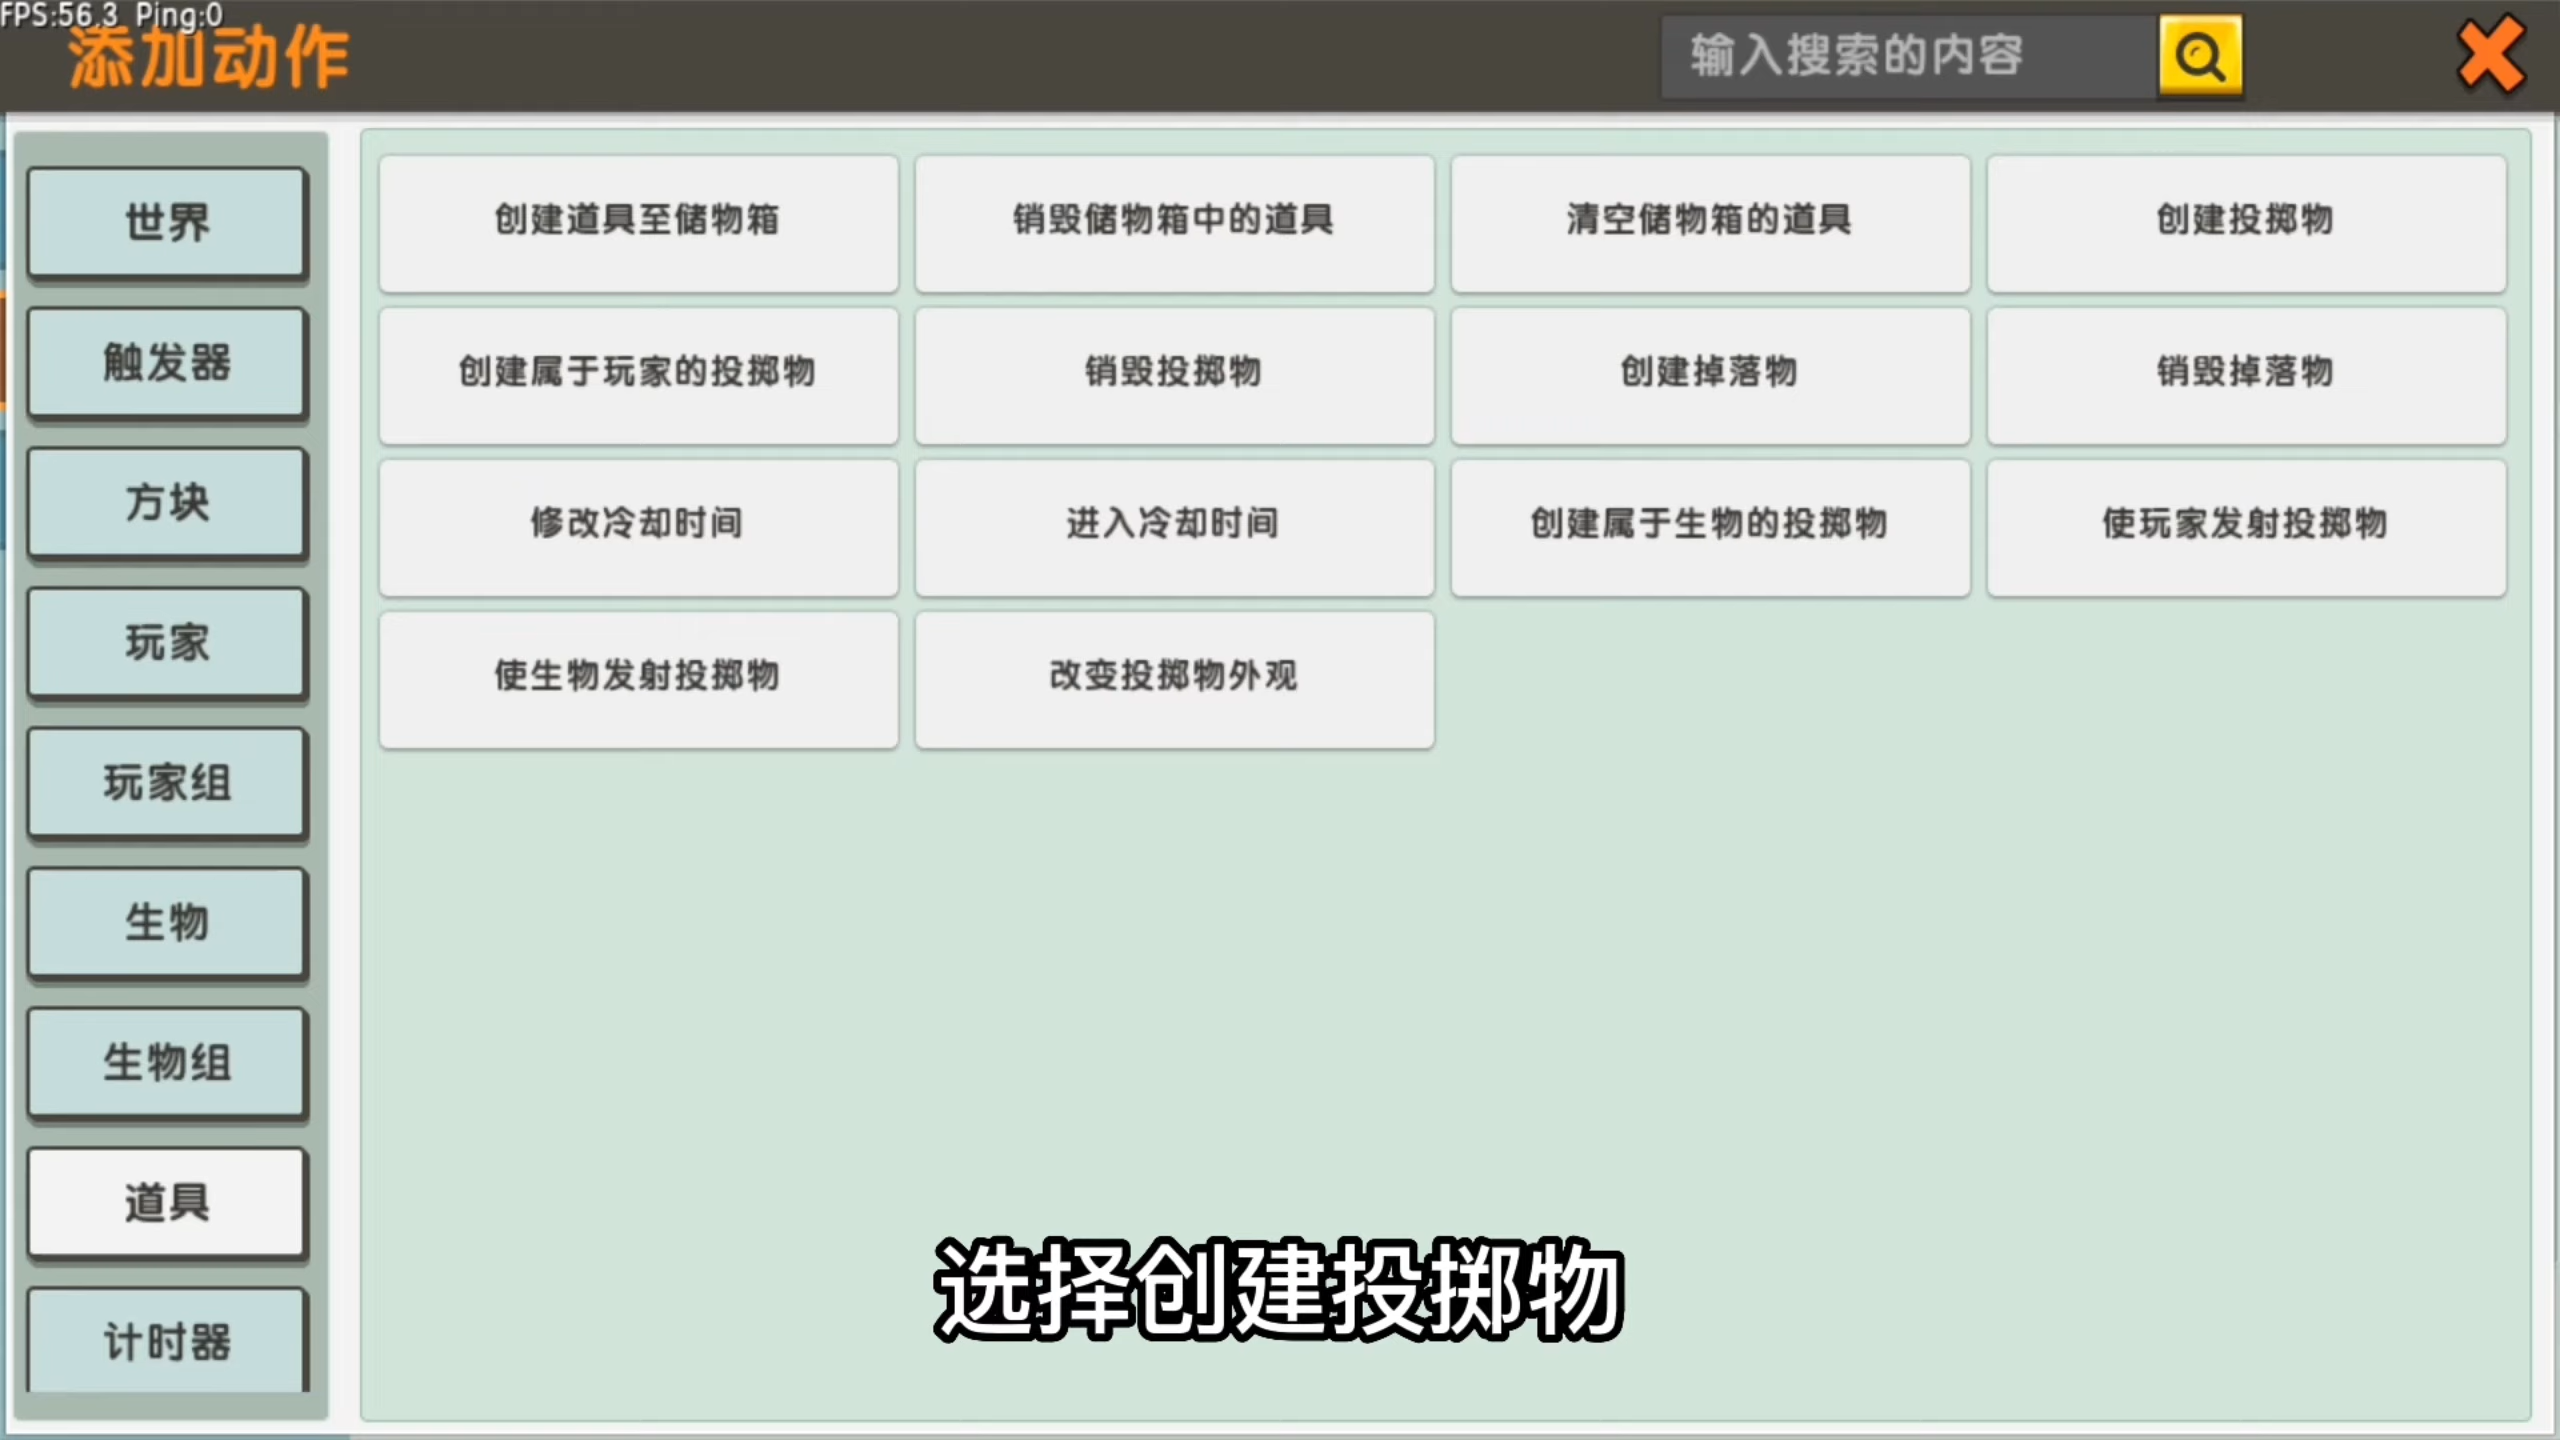 FPS:56.3 Ping:0
添加动作
输入搜索的内容
世界
触发器
方块
玩家
玩家组
生物
生物组
道具
计时器
创建道具至储物箱
销毁储物箱中的道具
清空储物箱的道具
创建投掷物
创建属于玩家的投掷物
销毁投掷物
创建掉落物
销毁掉落物
修改冷却时间
进入冷却时间
创建属于生物的投掷物
使玩家发射投掷物
使生物发射投掷物
改变投掷物外观
选择创建投掷物